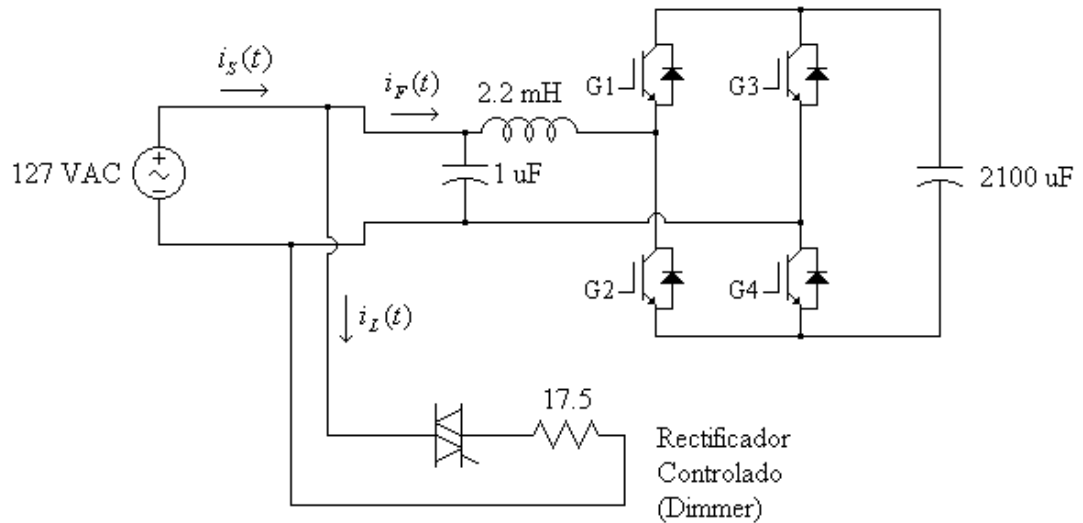 i_S(t)
i_F(t)
2.2 mH
G1
G3
127 VAC
+
−
1 uF
2100 uF
G2
G4
i_L(t)
17.5
Rectificador
Controlado
(Dimmer)